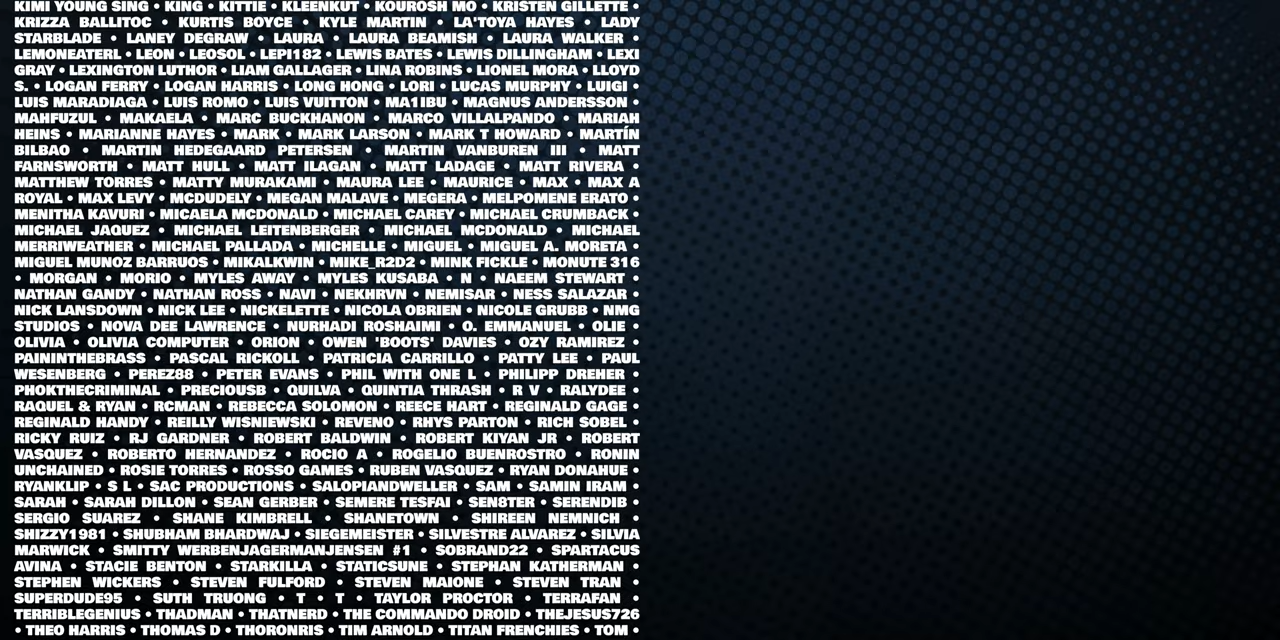 KIMI YOUNG SING • KING • KITTIE • KLEENKUT • KOUROSH MO • KRISTEN GILLETTE •
KRIZZA BALLITOC • KURTIS BOYCE • KYLE MARTIN • LA'TOYA HAYES • LADY
STARBLADE • LANEY DEGRAW • LAURA • LAURA BEAMISH • LAURA WALKER •
LEMONEATERL • LEON • LEOSOL • LEPI182 • LEWIS BATES • LEWIS DILLINGHAM • LEXI
GRAY • LEXINGTON LUTHOR • LIAM GALLAGER • LINA ROBINS • LIONEL MORA • LLOYD
S. • LOGAN FERRY • LOGAN HARRIS • LONG HONG • LORI • LUCAS MURPHY • LUIGI •
LUIS MARADIAGA • LUIS ROMO • LUIS VUITTON • MA1IBU • MAGNUS ANDERSSON •
MAHFUZUL • MAKAELA • MARC BUCKHANON • MARCO VILLALPANDO • MARIAH
HEINS • MARIANNE HAYES • MARK • MARK LARSON • MARK T HOWARD • MARTÍN
BILBAO • MARTIN HEDEGAARD PETERSEN • MARTIN VANBUREN III • MATT
FARNSWORTH • MATT HULL • MATT ILAGAN • MATT LADAGE • MATT RIVERA •
MATTHEW TORRES • MATTY MURAKAMI • MAURA LEE • MAURICE • MAX • MAX A
ROYAL • MAX LEVY • MCDUDELY • MEGAN MALAVE • MEGERA • MELPOMENE ERATO •
MENITHA KAVURI • MICAELA MCDONALD • MICHAEL CAREY • MICHAEL CRUMBACK •
MICHAEL JAQUEZ • MICHAEL LEITENBERGER • MICHAEL MCDONALD • MICHAEL
MERRIWEATHER • MICHAEL PALLADA • MICHELLE • MIGUEL • MIGUEL A. MORETA •
MIGUEL MUNOZ BARRUOS • MIKALKWIN • MIKE_R2D2 • MINK FICKLE • MONUTE 316
• MORGAN • MORIO • MYLES AWAY • MYLES KUSABA • N • NAEEM STEWART •
NATHAN GANDY • NATHAN ROSS • NAVI • NEKHRVN • NEMISAR • NESS SALAZAR •
NICK LANSDOWN • NICK LEE • NICKELETTE • NICOLA OBRIEN • NICOLE GRUBB • NMG
STUDIOS • NOVA DEE LAWRENCE • NURHADI ROSHAIMI • O. EMMANUEL • OLIE •
OLIVIA • OLIVIA COMPUTER • ORION • OWEN 'BOOTS' DAVIES • OZY RAMIREZ •
PAININTHEBRASS • PASCAL RICKOLL • PATRICIA CARRILLO • PATTY LEE • PAUL
WESENBERG • PEREZ88 • PETER EVANS • PHIL WITH ONE L • PHILIPP DREHER •
PHOKTHECRIMINAL • PRECIOUSB • QUILVA • QUINTIA THRASH • R V • RALYDEE •
RAQUEL & RYAN • RCMAN • REBECCA SOLOMON • REECE HART • REGINALD GAGE •
REGINALD HANDY • REILLY WISNIEWSKI • REVENO • RHYS PARTON • RICH SOBEL •
RICKY RUIZ • RJ GARDNER • ROBERT BALDWIN • ROBERT KIYAN JR • ROBERT
VASQUEZ • ROBERTO HERNANDEZ • ROCIO A • ROGELIO BUENROSTRO • RONIN
UNCHAINED • ROSIE TORRES • ROSSO GAMES • RUBEN VASQUEZ • RYAN DONAHUE •
RYANKLIP • S L • SAC PRODUCTIONS • SALOPIANDWELLER • SAM • SAMIN IRAM •
SARAH • SARAH DILLON • SEAN GERBER • SEMERE TESFAI • SEN8TER • SERENDIB •
SERGIO SUAREZ • SHANE KIMBRELL • SHANETOWN • SHIREEN NEMNICH •
SHIZZY1981 • SHUBHAM BHARDWAJ • SIEGEMEISTER • SILVESTRE ALVAREZ • SILVIA
MARWICK • SMITTY WERBENJAGERMANJENSEN #1 • SOBRAND22 • SPARTACUS
AVINA • STACIE BENTON • STARKILLA • STATICSUNE • STEPHAN KATHERMAN •
STEPHEN WICKERS • STEVEN FULFORD • STEVEN MAIONE • STEVEN TRAN •
SUPERDUDE95 • SUTH TRUONG • T • T • TAYLOR PROCTOR • TERRAFAN •
TERRIBLEGENIUS • THADMAN • THATNERD • THE COMMANDO DROID • THEJESUS726
• THEO HARRIS • THOMAS D • THORONRIS • TIM ARNOLD • TITAN FRENCHIES • TOM •